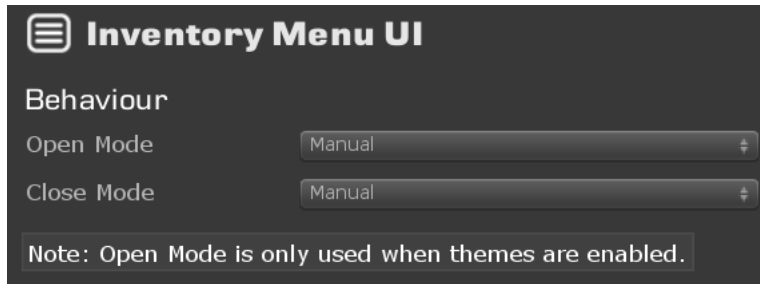 Inventory Menu UI
Behaviour
Open Mode Manual
Close Mode Manual
Note: Open Mode is only used when themes are enabled.